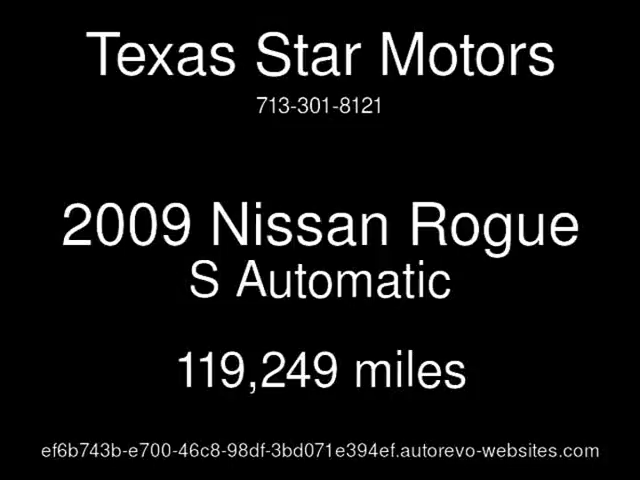 Texas Star Motors
713-301-8121
2009 Nissan Rogue
S Automatic
119,249 miles
ef6b743b-e700-46c8-98df-3bd071e394ef.autorevo-websites.com